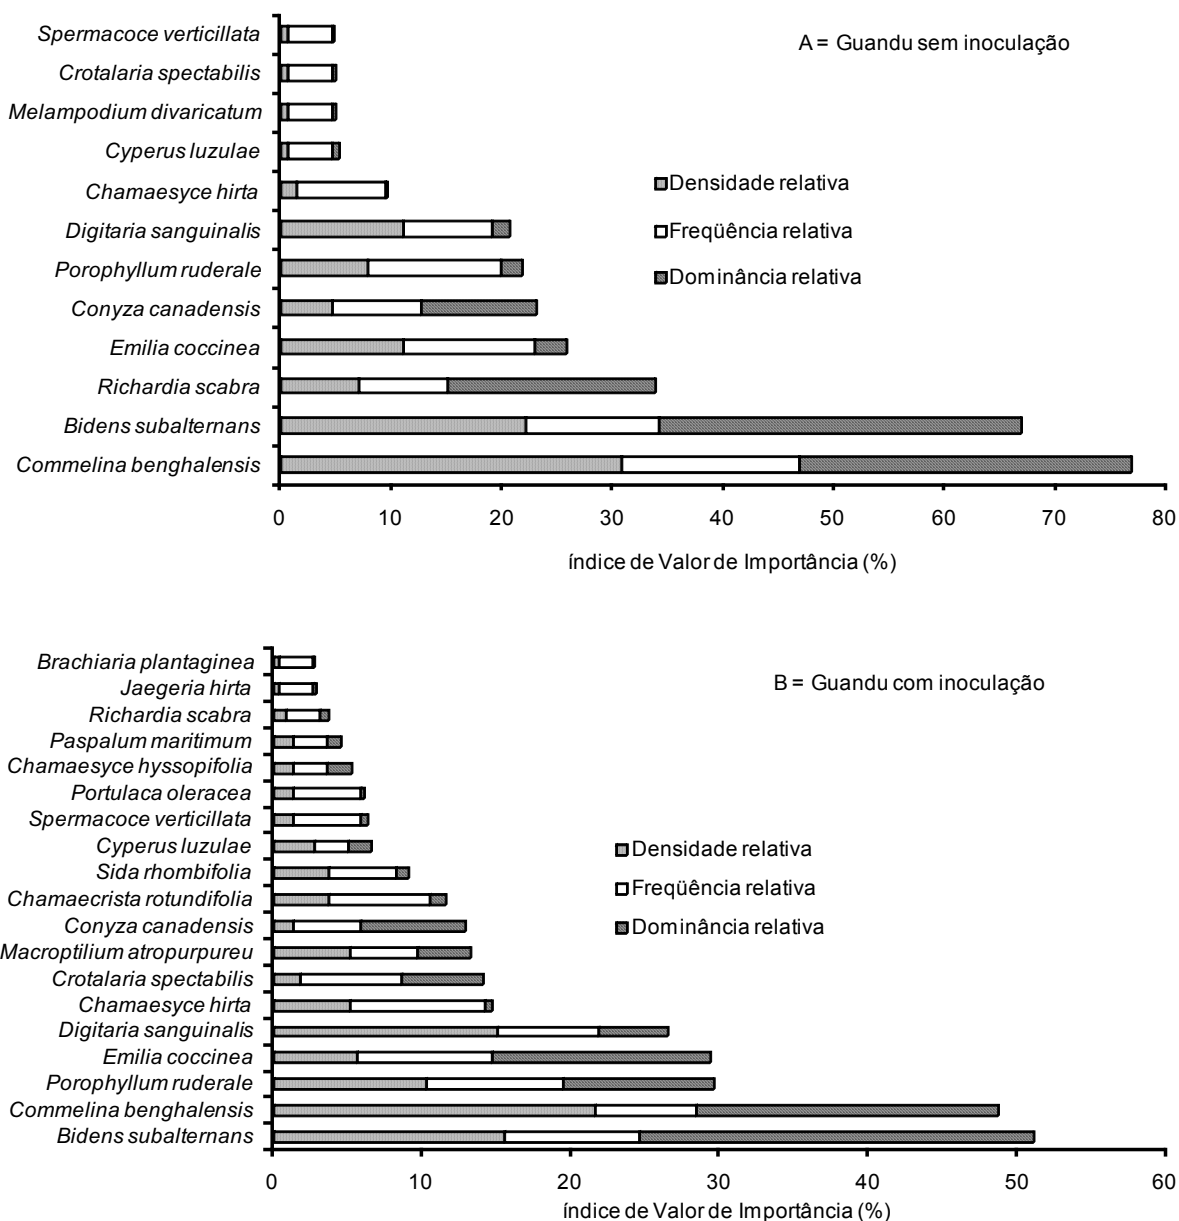 Spermacoce verticillata
A = Guandu sem inoculação
Crotalaria spectabilis
Melampodium divaricatum
Cyperus luzulae
Chamaesyce hirta
Densidade relativa
Digitaria sanguinalis
Freqüência relativa
Porophyllum ruderale
Dominância relativa
Conyza canadensis
Emilia coccinea
Richardia scabra
Bidens subalternans
Commelina benghalensis
0 10 20 30 40 50 60 70 80
índice de Valor de Importância (%)
Brachiaria plantaginea
B = Guandu com inoculação
Jaegeria hirta
Richardia scabra
Paspalum maritimum
Chamaesyce hyssopifolia
Portulaca oleracea
Spermacoce verticillata
Cyperus luzulae
Densidade relativa
Sida rhombifolia
Freqüência relativa
Chamaecrista rotundifolia
Dominância relativa
Conyza canadensis
Macroptilium atropurpureu
Crotalaria spectabilis
Chamaesyce hirta
Digitaria sanguinalis
Emilia coccinea
Porophyllum ruderale
Commelina benghalensis
Bidens subalternans
0 10 20 30 40 50 60
índice de Valor de Importância (%)